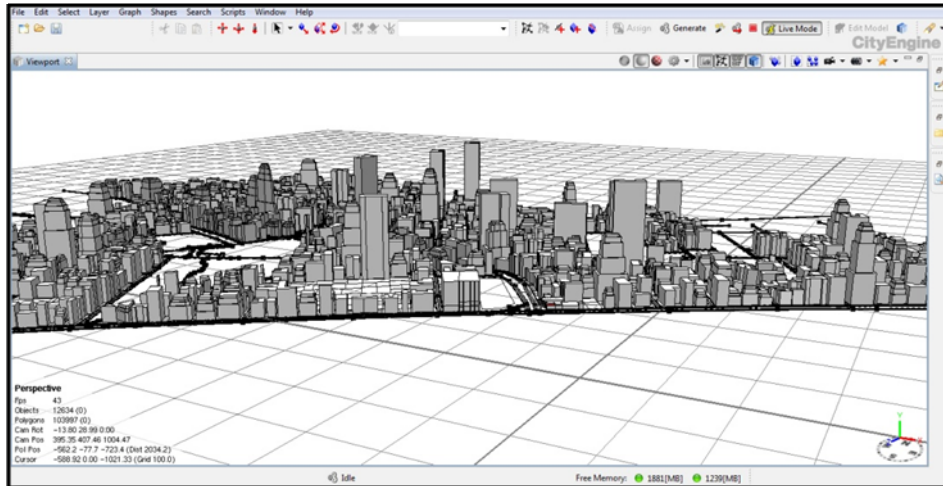 File Edit Select Layer Graph Shapes Search Scripts Window Help
Assign Generate Live Mode Edit Model
CityEngine
Viewport
Perspective
Fps 43
Objects 12634 (0)
Polygons 103997 (0)
Cam Rot -13.80 28.99 0.00
Cam Pos 395.35 407.46 1004.47
PoI Pos -562.2 -77.7 -723.4 (Dist 2034.2)
Cursor -588.92 0.00 -1021.33 (Grid 100.0)
Y
Idle Free Memory: 1881[MB] 1239[MB]